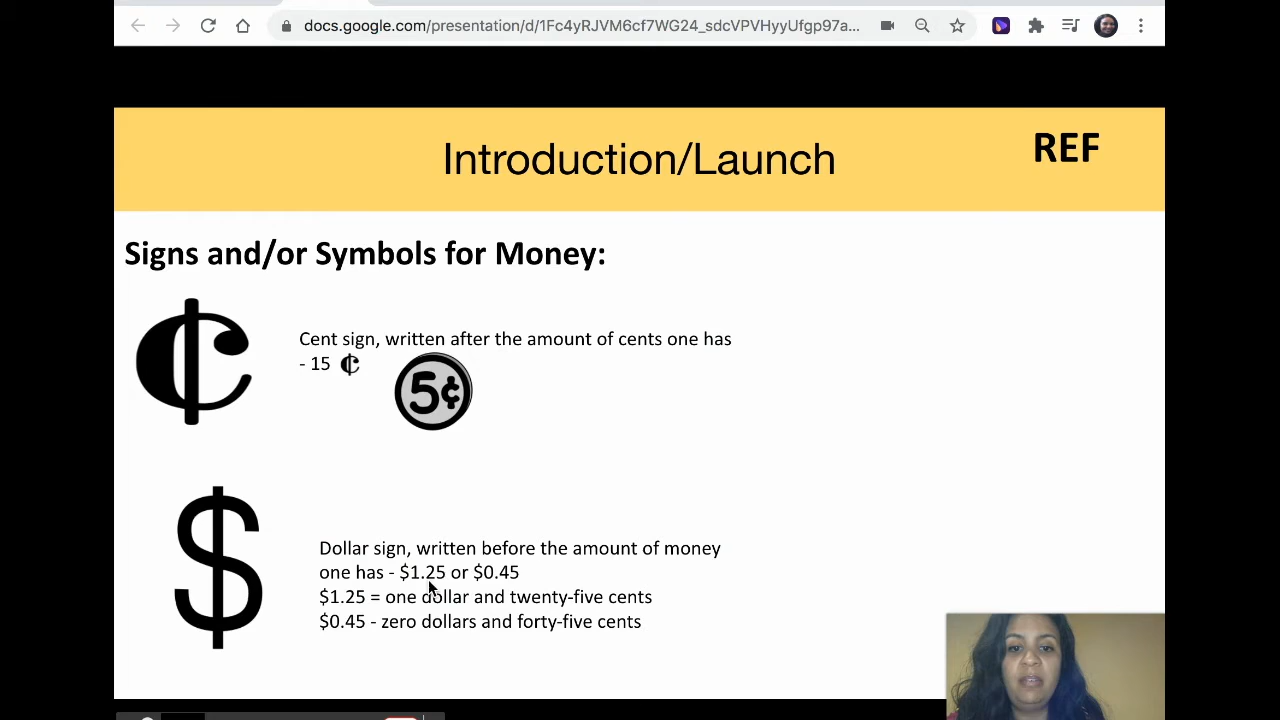 docs.google.com/presentation/d/1Fc4yRJVM6cf7WG24_sdcVPVHyyUfgp97a...
Introduction/Launch
REF
Signs and/or Symbols for Money:
¢
Cent sign, written after the amount of cents one has
- 15 ¢
5¢
$
Dollar sign, written before the amount of money
one has - $1.25 or $0.45
$1.25 = one dollar and twenty-five cents
$0.45 - zero dollars and forty-five cents